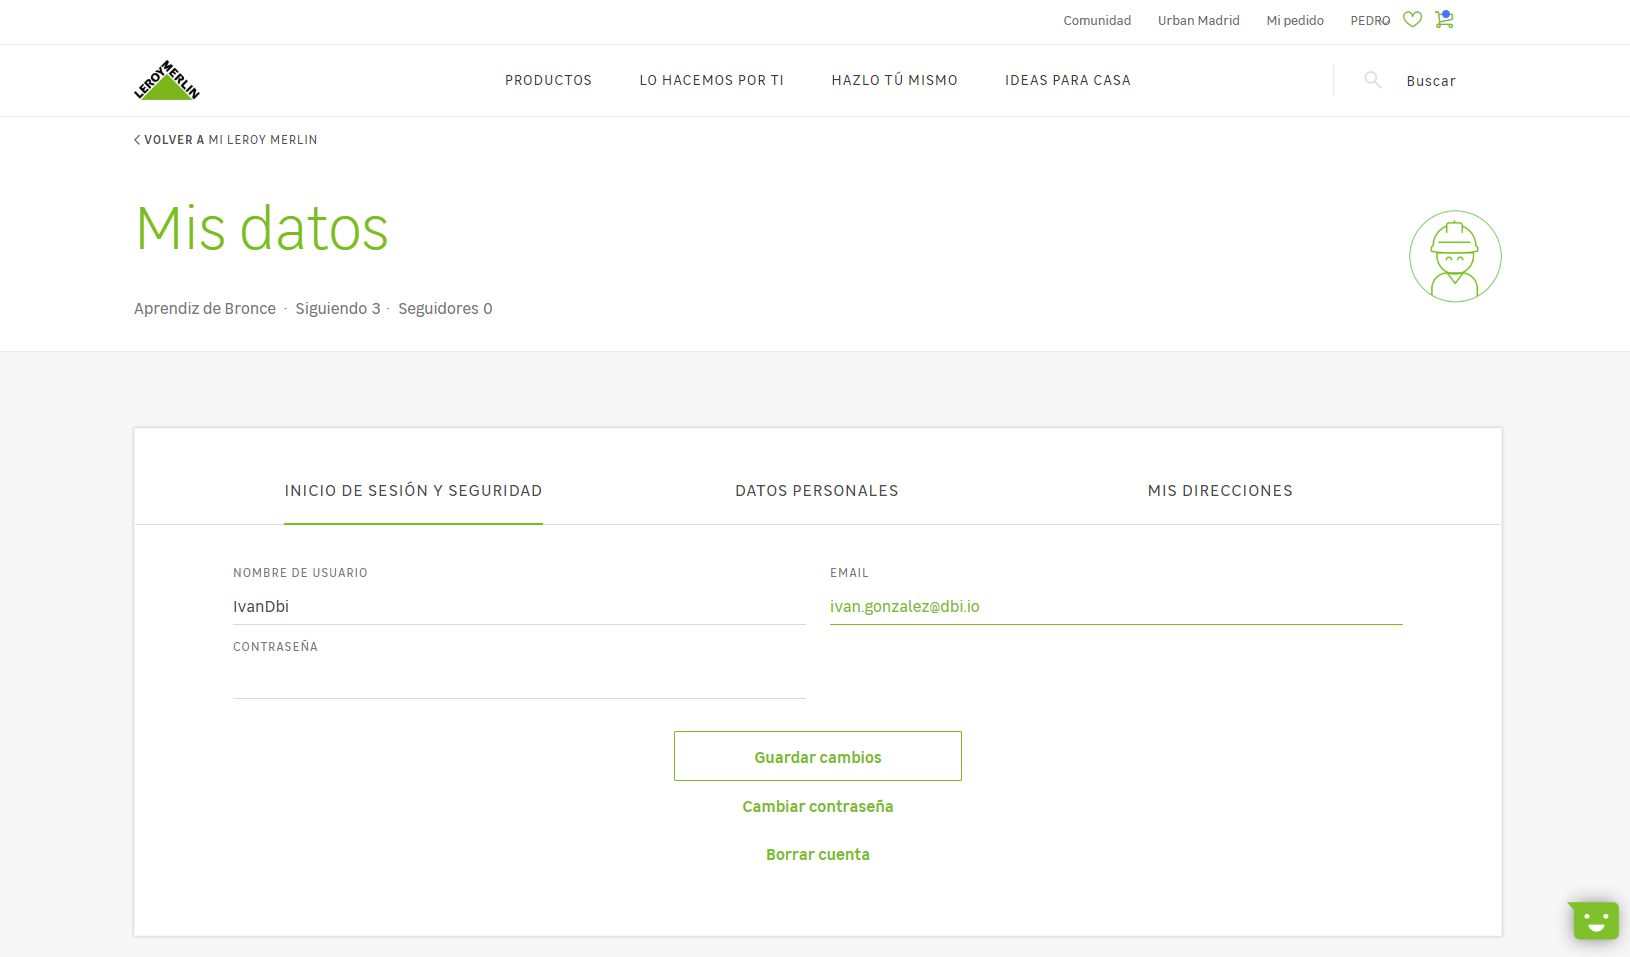 Comunidad Urban Madrid Mi pedido PEDRO
LEROY MERLIN
PRODUCTOS LO HACEMOS POR TI HAZLO TÚ MISMO IDEAS PARA CASA Buscar
VOLVER A MI LEROY MERLIN
Mis datos
Aprendiz de Bronce · Siguiendo 3 · Seguidores 0
INICIO DE SESIÓN Y SEGURIDAD DATOS PERSONALES MIS DIRECCIONES
NOMBRE DE USUARIO EMAIL
IvanDbi ivan.gonzalez@dbi.io
CONTRASEÑA
Guardar cambios
Cambiar contraseña
Borrar cuenta